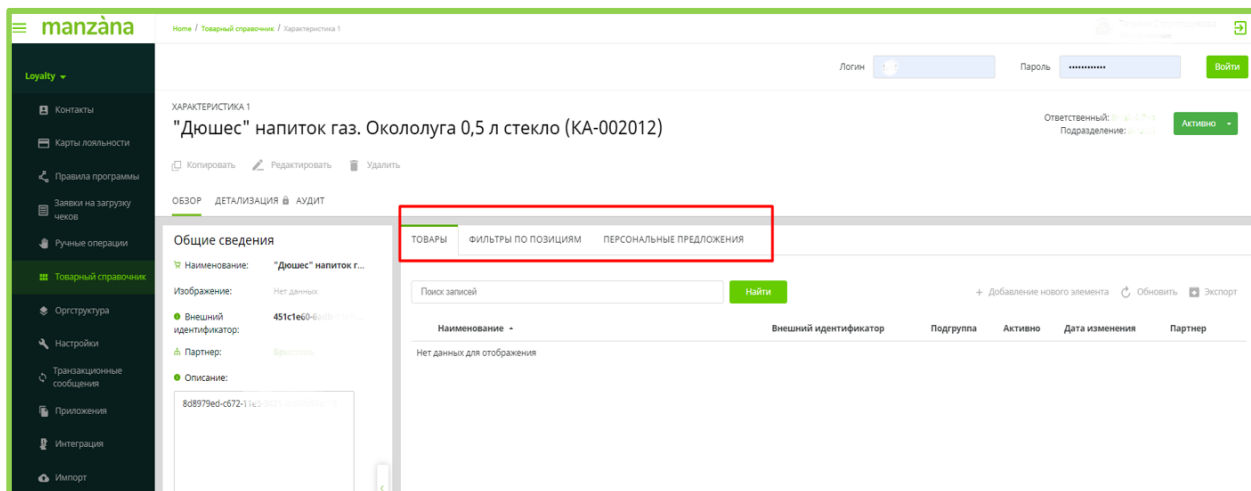 manzàna
Home / Товарный справочник / Характеристика 1
Loyalty
Логин
Пароль
••••••••••••
Войти
Контакты
Карты лояльности
Правила программы
Заявки на загрузку
чеков
Ручные операции
Товарный справочник
Оргструктура
Настройки
Транзакционные
сообщения
Приложения
Интеграция
Импорт
ХАРАКТЕРИСТИКА 1
"Дюшес" напиток газ. Окололуга 0,5 л стекло (КА-002012)
Ответственный:
Подразделение:
Активно
Копировать Редактировать Удалить
ОБЗОР ДЕТАЛИЗАЦИЯ АУДИТ
Общие сведения
Наименование: "Дюшес" напиток г...
Изображение: Нет данных
Внешний
идентификатор: 451c1e60-
Партнер:
Описание:
8d8979ed-c672-11e5-
ТОВАРЫ ФИЛЬТРЫ ПО ПОЗИЦИЯМ ПЕРСОНАЛЬНЫЕ ПРЕДЛОЖЕНИЯ
Поиск записей Найти + Добавление нового элемента Обновить Экспорт
Наименование Внешний идентификатор Подгруппа Активно Дата изменения Партнер
Нет данных для отображения